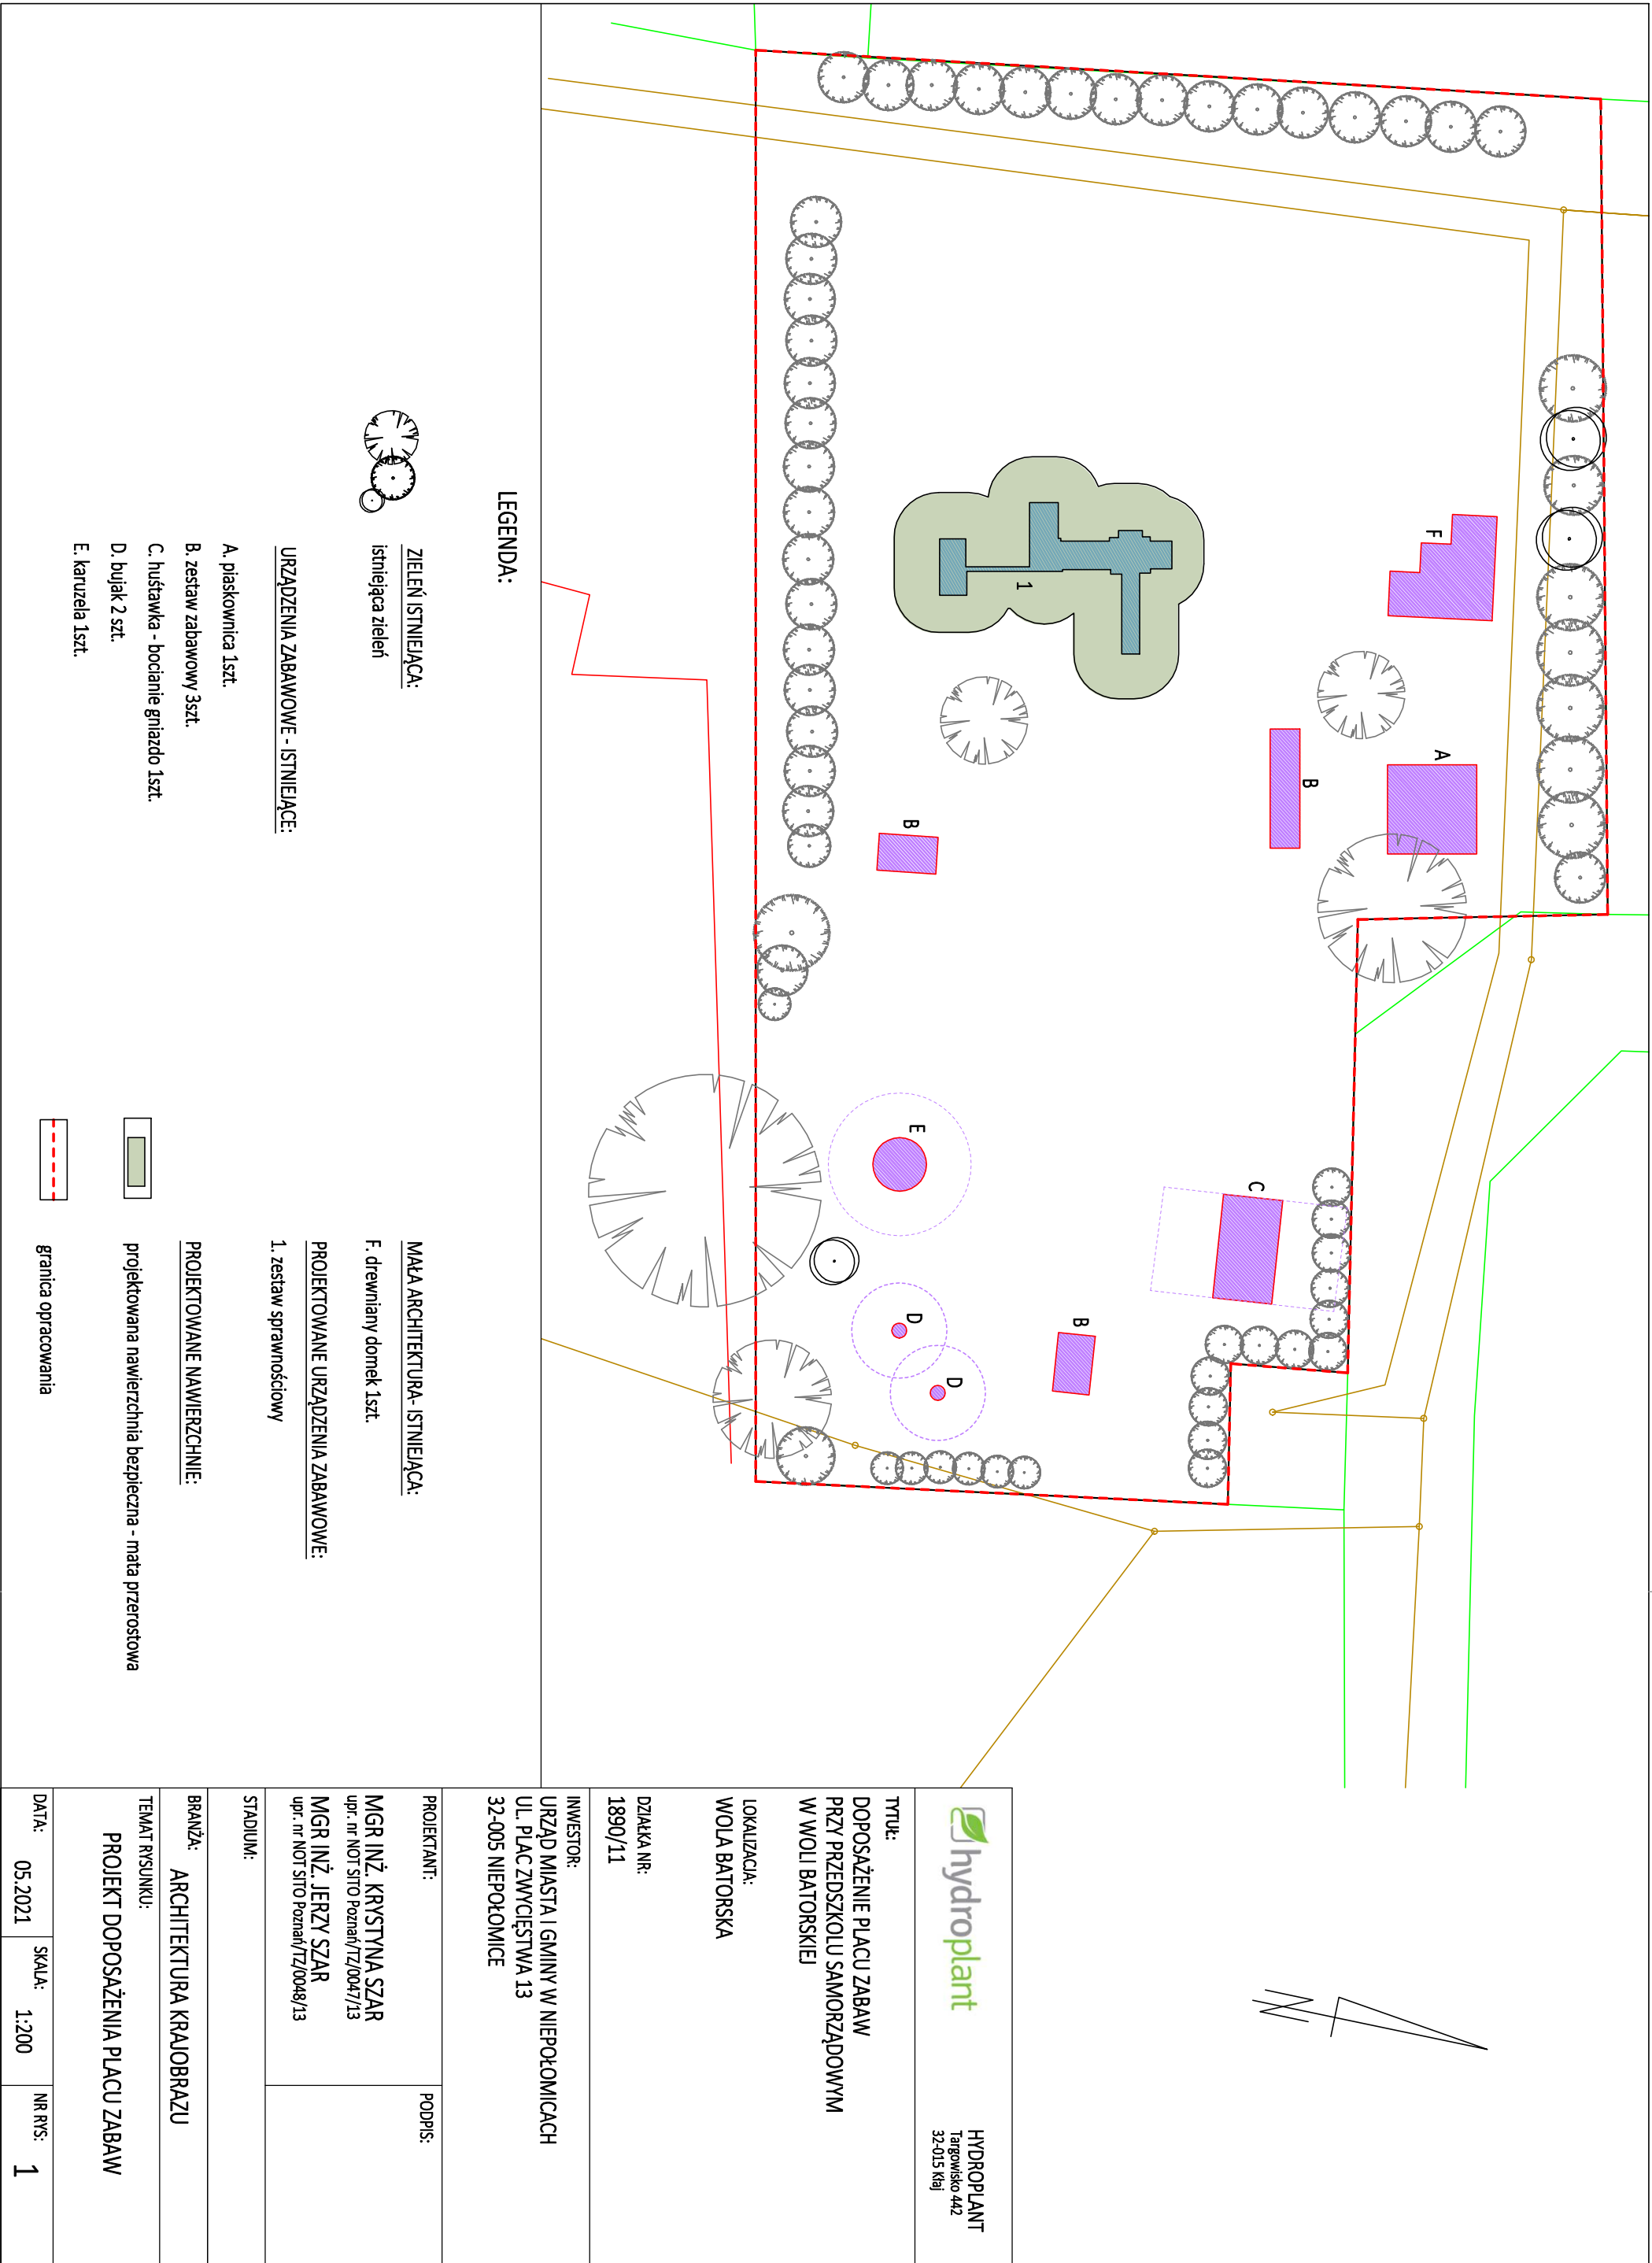 F
A
B
B
1
C
E
D
D
B
LEGENDA:
ZIELEŃ ISTNIEJĄCA:
istniejąca zieleń
URZĄDZENIA ZABAWOWE - ISTNIEJĄCE:
A. piaskownica 1szt.
B. zestaw zabawowy 3szt.
C. huśtawka - bocianie gniazdo 1szt.
D. bujak 2 szt.
E. karuzela 1szt.
MAŁA ARCHITEKTURA- ISTNIEJĄCA:
F. drewniany domek 1szt.
PROJEKTOWANE URZĄDZENIA ZABAWOWE:
1. zestaw sprawnościowy
PROJEKTOWANE NAWIERZCHNIE:
projektowana nawierzchnia bezpieczna - mata przerostowa
granica opracowania
N
hydroplant
HYDROPLANT
Targowisko 442
32-015 Kłaj
TYTUŁ:
DOPOSAŻENIE PLACU ZABAW
PRZY PRZEDSZKOLU SAMORZĄDOWYM
W WOLI BATORSKIEJ
LOKALIZACJA:
WOLA BATORSKA
DZIAŁKA NR:
1890/11
INWESTOR:
URZĄD MIASTA I GMINY W NIEPOŁOMICACH
UL. PLAC ZWYCIĘSTWA 13
32-005 NIEPOŁOMICE
PROJEKTANT:
PODPIS:
MGR INŻ. KRYSTYNA SZAR
upr. nr NOT SITO Poznań/TZ/0047/13
MGR INŻ. JERZY SZAR
upr. nr NOT SITO Poznań/TZ/0048/13
STADIUM:
BRANŻA: ARCHITEKTURA KRAJOBRAZU
TEMAT RYSUNKU:
PROJEKT DOPOSAŻENIA PLACU ZABAW
DATA: 05.2021
SKALA: 1:200
NR RYS: 1